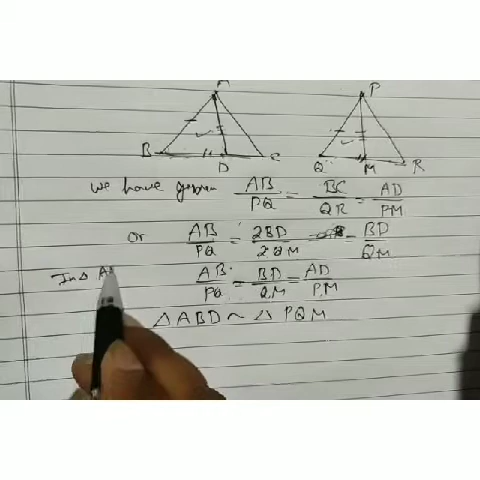 A P
B D C Q M R
We have given AB/PQ = BC/QR = AD/PM
or AB/PQ = 2BD/2QM = BD/QM
AB/PQ = BD/QM = AD/PM
In △ A
△ ABD ~ △ PQM